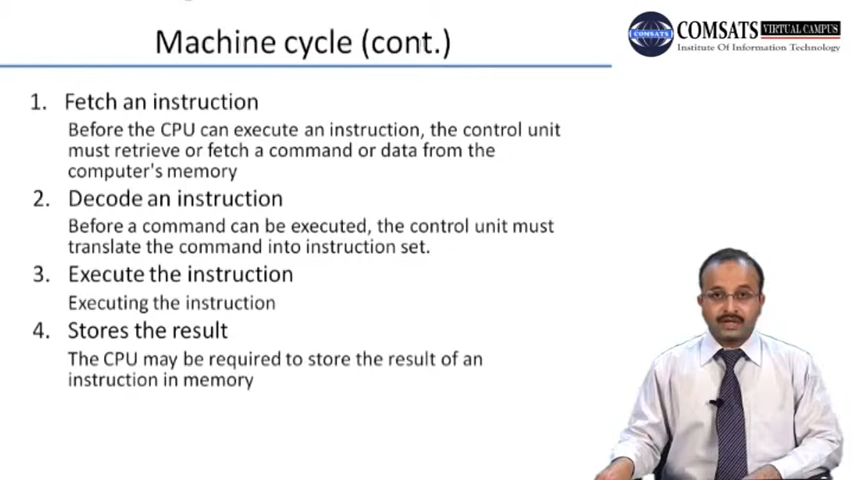 Machine cycle (cont.)
COMSATS
COMSATS VIRTUAL CAMPUS
Institute Of Information Technology
1. Fetch an instruction
Before the CPU can execute an instruction, the control unit
must retrieve or fetch a command or data from the
computer's memory
2. Decode an instruction
Before a command can be executed, the control unit must
translate the command into instruction set.
3. Execute the instruction
Executing the instruction
4. Stores the result
The CPU may be required to store the result of an
instruction in memory